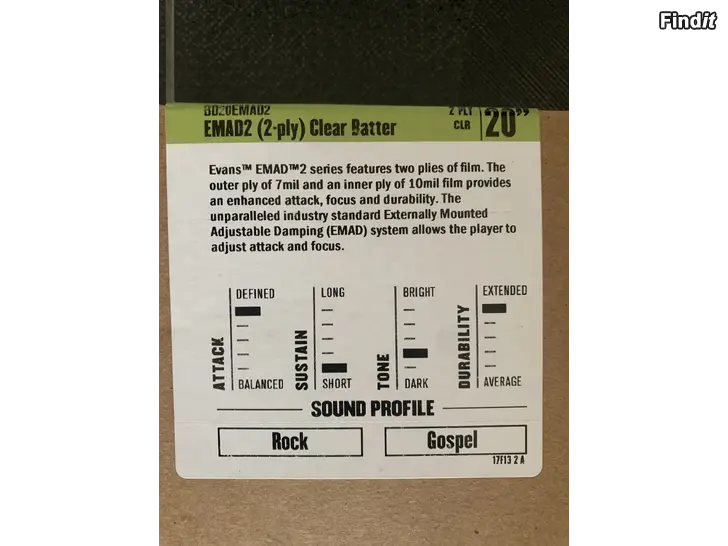 Findit
BD20EMAD2
2 PLY
EMAD2 (2-ply) Clear Batter
CLR
20”
Evans™ EMAD™2 series features two plies of film. The
outer ply of 7mil and an inner ply of 10mil film provides
an enhanced attack, focus and durability. The
unparalleled industry standard Externally Mounted
Adjustable Damping (EMAD) system allows the player to
adjust attack and focus.
ATTACK
DEFINED
BALANCED
SUSTAIN
LONG
SHORT
TONE
BRIGHT
DARK
DURABILITY
EXTENDED
AVERAGE
SOUND PROFILE
Rock
Gospel
17F13 2 A